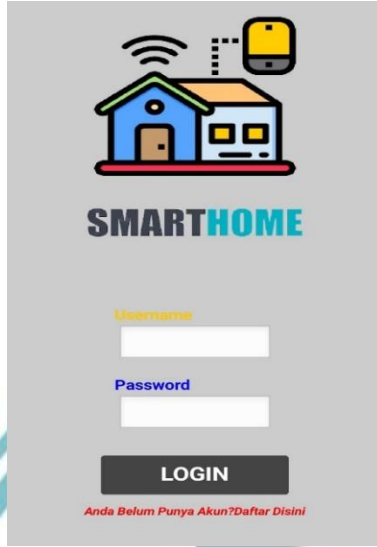 SMARTHOME
Username
Password
LOGIN
Anda Belum Punya Akun?Daftar Disini